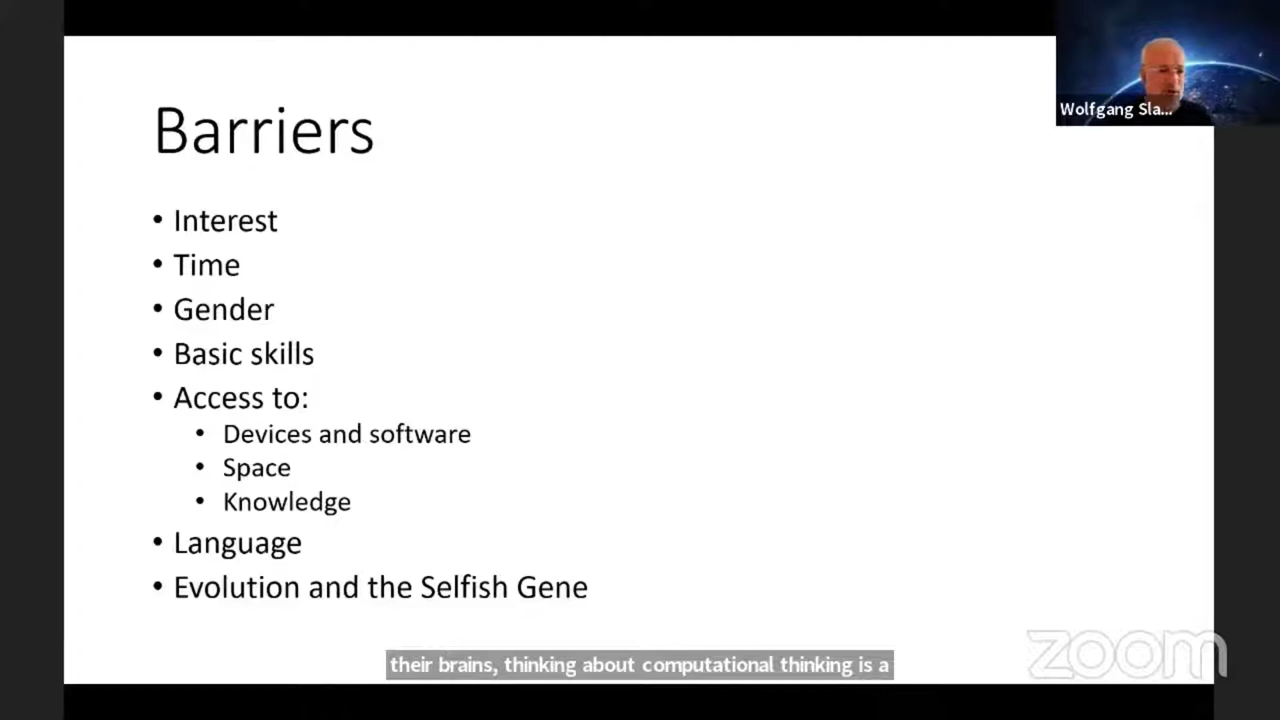 Barriers
Wolfgang Sla...
• Interest
• Time
• Gender
• Basic skills
• Access to:
• Devices and software
• Space
• Knowledge
• Language
• Evolution and the Selfish Gene
their brains, thinking about computational thinking is a
zoom